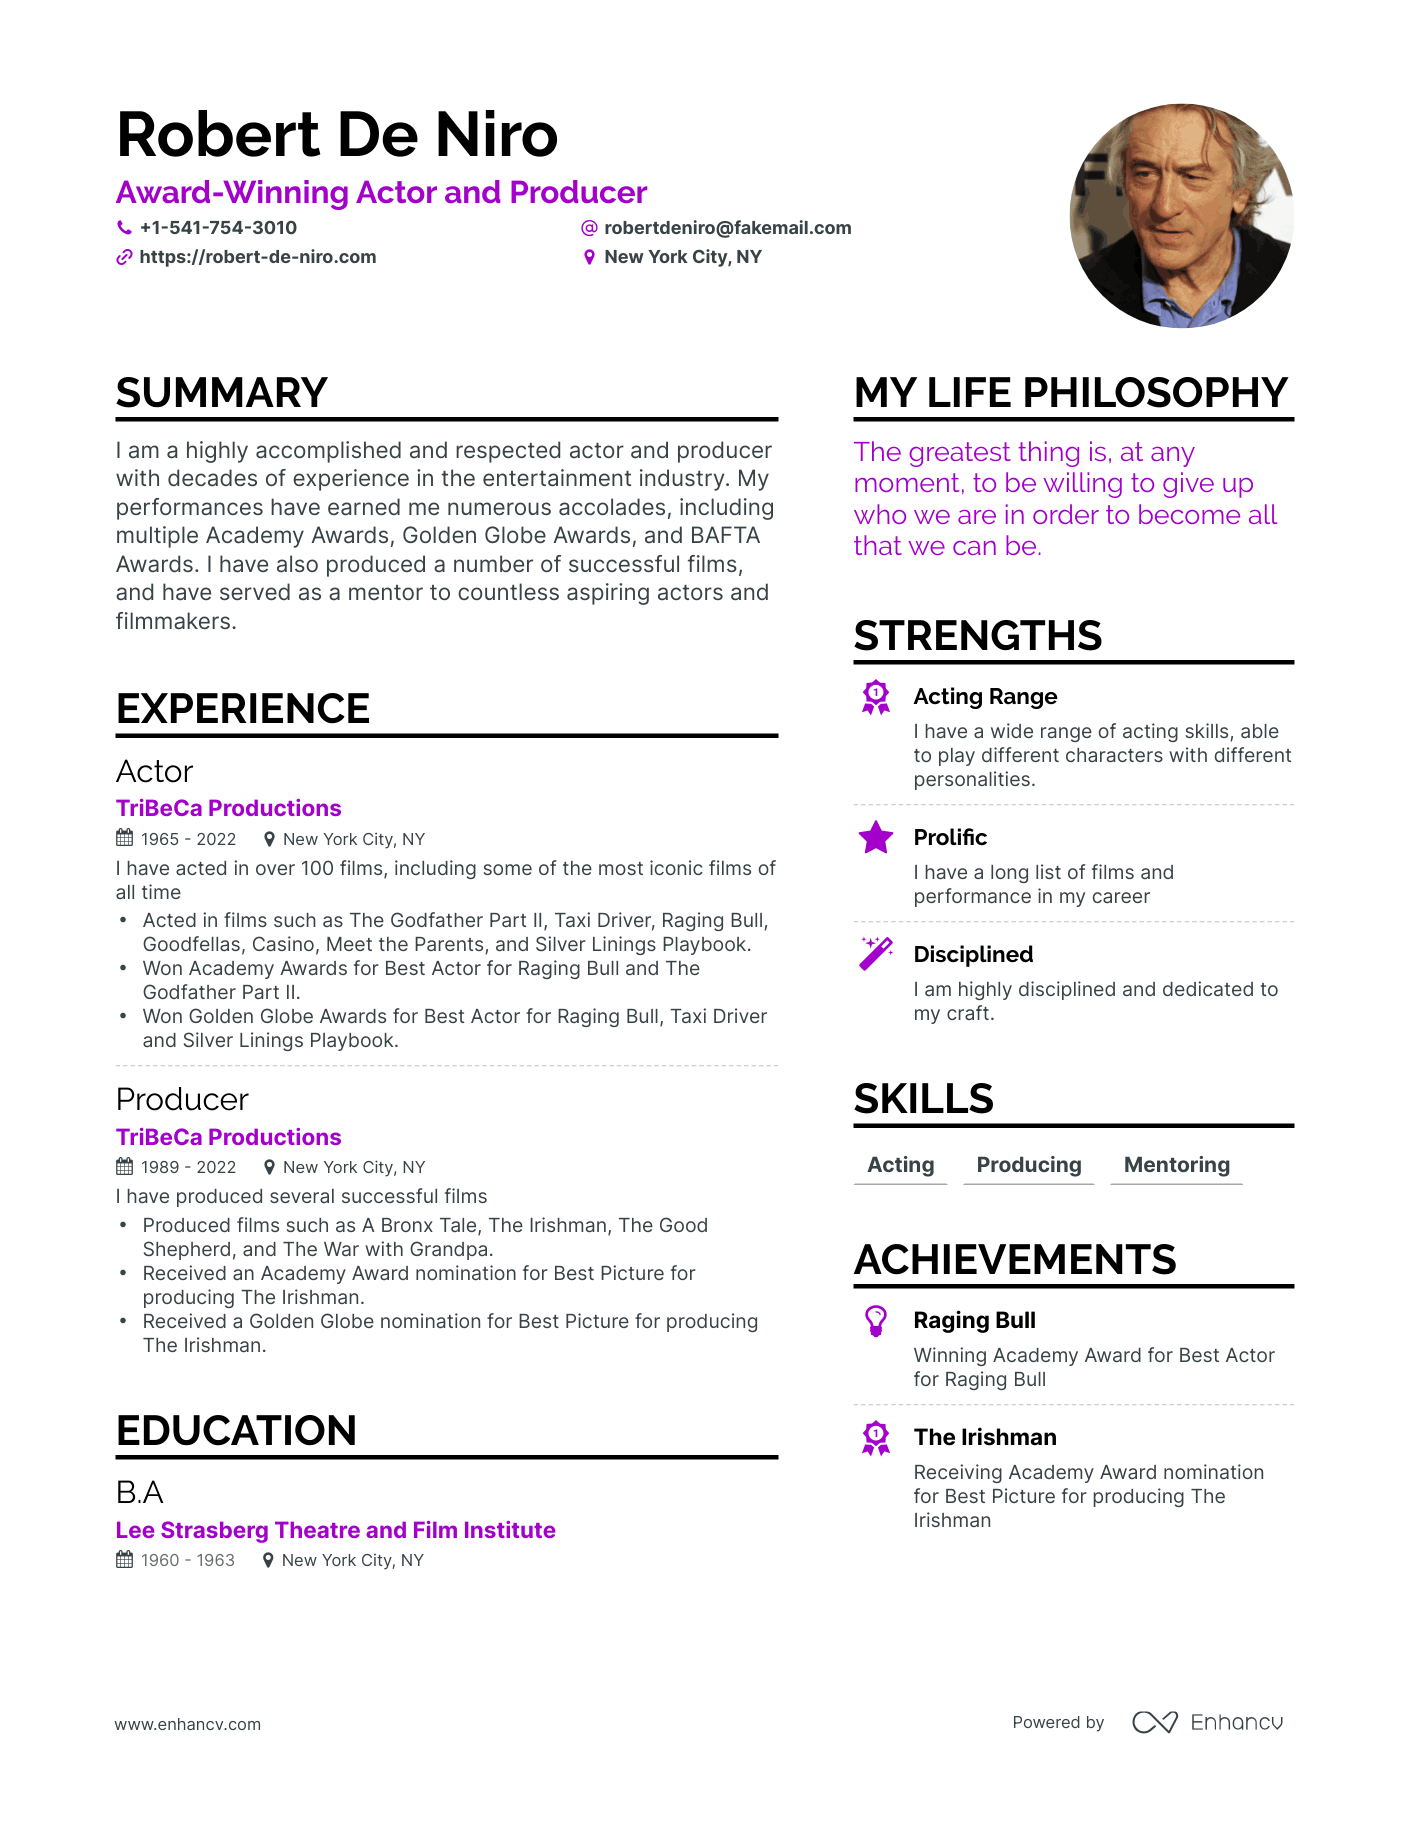 Robert De Niro
Award-Winning Actor and Producer
+1-541-754-3010
robertdeniro@fakemail.com
https://robert-de-niro.com
New York City, NY
SUMMARY
I am a highly accomplished and respected actor and producer
with decades of experience in the entertainment industry. My
performances have earned me numerous accolades, including
multiple Academy Awards, Golden Globe Awards, and BAFTA
Awards. I have also produced a number of successful films,
and have served as a mentor to countless aspiring actors and
filmmakers.
EXPERIENCE
Actor
TriBeCa Productions
1965 - 2022 New York City, NY
I have acted in over 100 films, including some of the most iconic films of
all time
• Acted in films such as The Godfather Part II, Taxi Driver, Raging Bull,
Goodfellas, Casino, Meet the Parents, and Silver Linings Playbook.
• Won Academy Awards for Best Actor for Raging Bull and The
Godfather Part II.
• Won Golden Globe Awards for Best Actor for Raging Bull, Taxi Driver
and Silver Linings Playbook.
Producer
TriBeCa Productions
1989 - 2022 New York City, NY
I have produced several successful films
• Produced films such as A Bronx Tale, The Irishman, The Good
Shepherd, and The War with Grandpa.
• Received an Academy Award nomination for Best Picture for
producing The Irishman.
• Received a Golden Globe nomination for Best Picture for producing
The Irishman.
EDUCATION
B.A
Lee Strasberg Theatre and Film Institute
1960 - 1963 New York City, NY
MY LIFE PHILOSOPHY
The greatest thing is, at any
moment, to be willing to give up
who we are in order to become all
that we can be.
STRENGTHS
1
Acting Range
I have a wide range of acting skills, able
to play different characters with different
personalities.
Prolific
I have a long list of films and
performance in my career
Disciplined
I am highly disciplined and dedicated to
my craft.
SKILLS
Acting Producing Mentoring
ACHIEVEMENTS
Raging Bull
Winning Academy Award for Best Actor
for Raging Bull
1
The Irishman
Receiving Academy Award nomination
for Best Picture for producing The
Irishman
www.enhancv.com
Powered by Enhancv